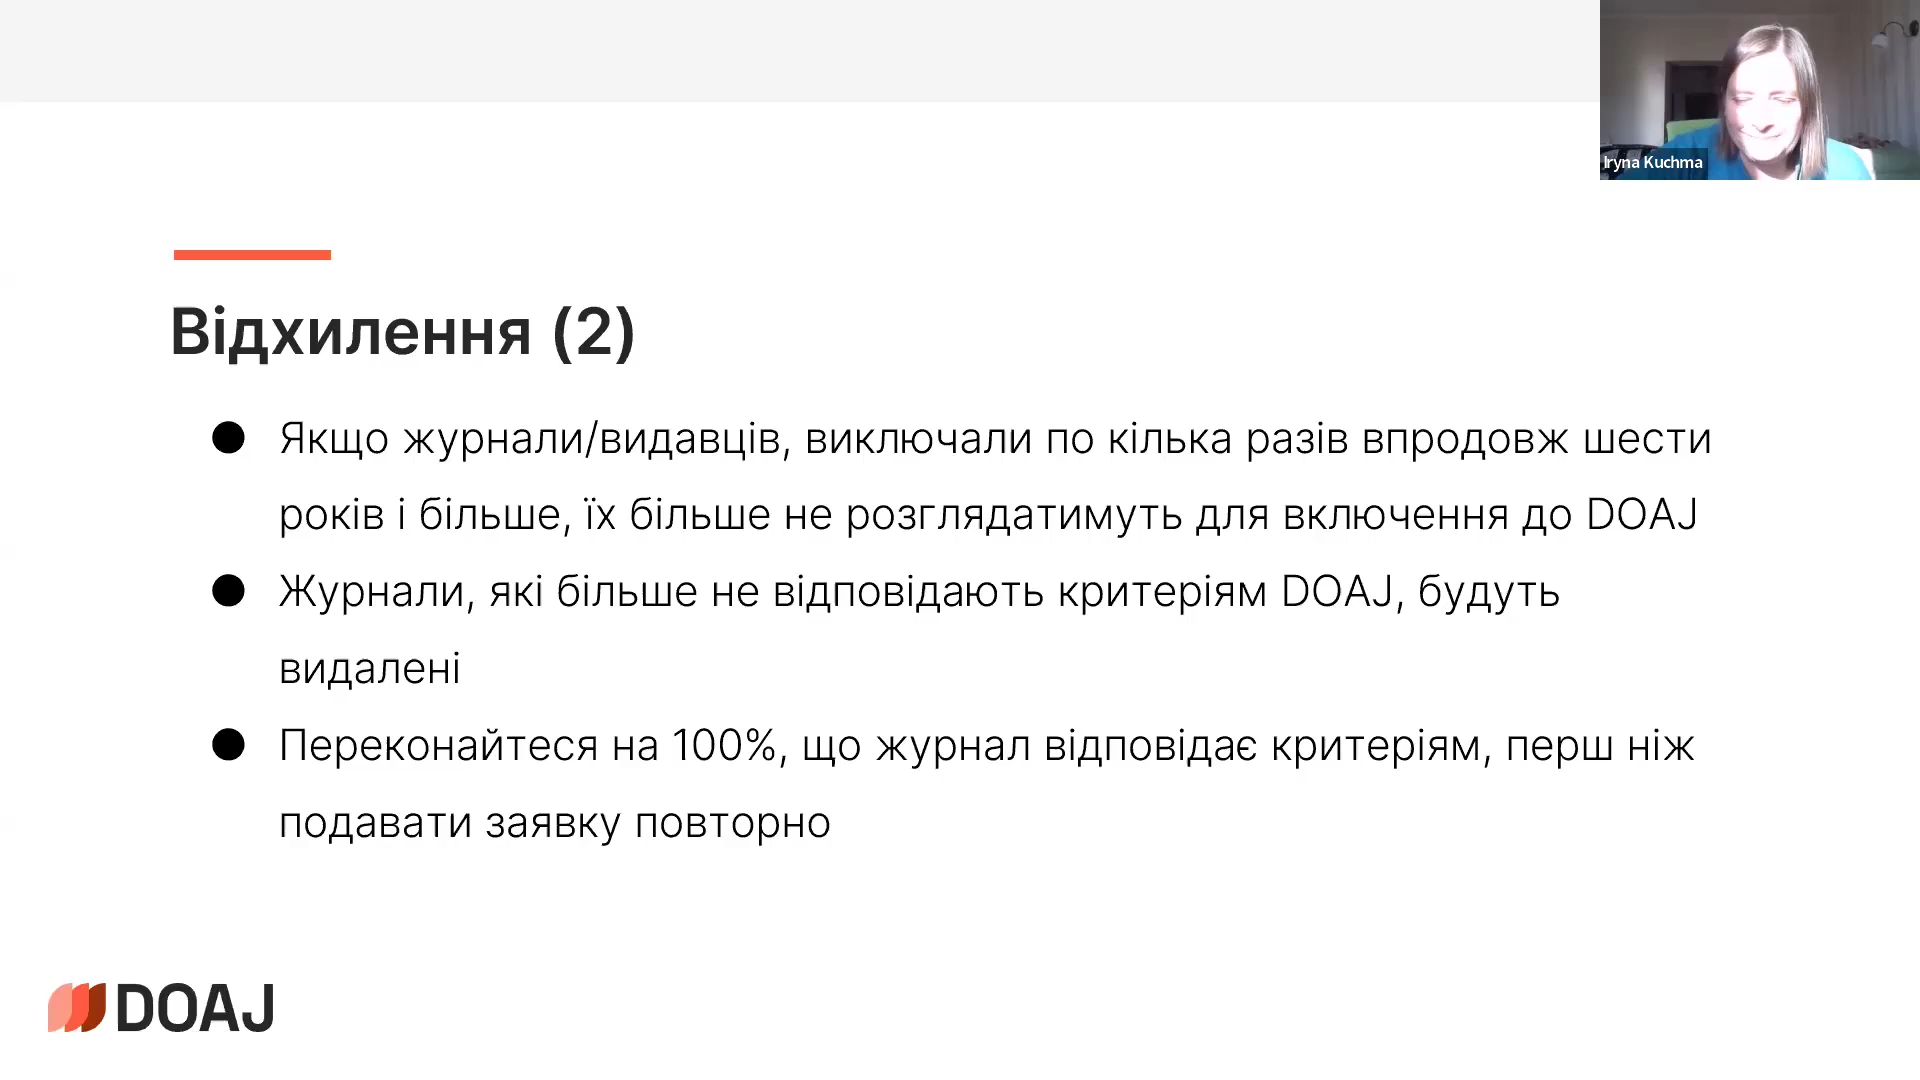 Iryna Kuchma
Відхилення (2)
● Якщо журнали/видавців, виключали по кілька разів впродовж шести
років і більше, їх більше не розглядатимуть для включення до DOAJ
● Журнали, які більше не відповідають критеріям DOAJ, будуть
видалені
● Переконайтеся на 100%, що журнал відповідає критеріям, перш ніж
подавати заявку повторно
DOAJ